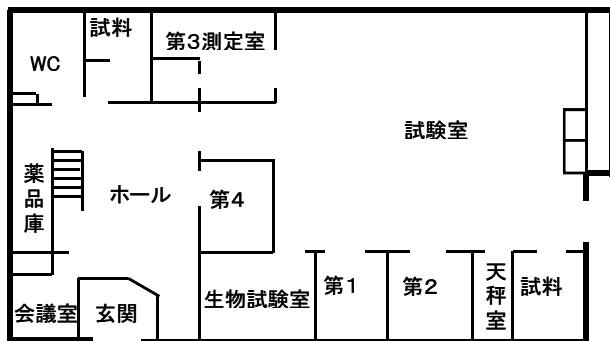 試料
第3測定室
WC
試験室
薬品庫
ホール
第4
会議室
玄関
生物試験室
第1
第2
天秤室
試料